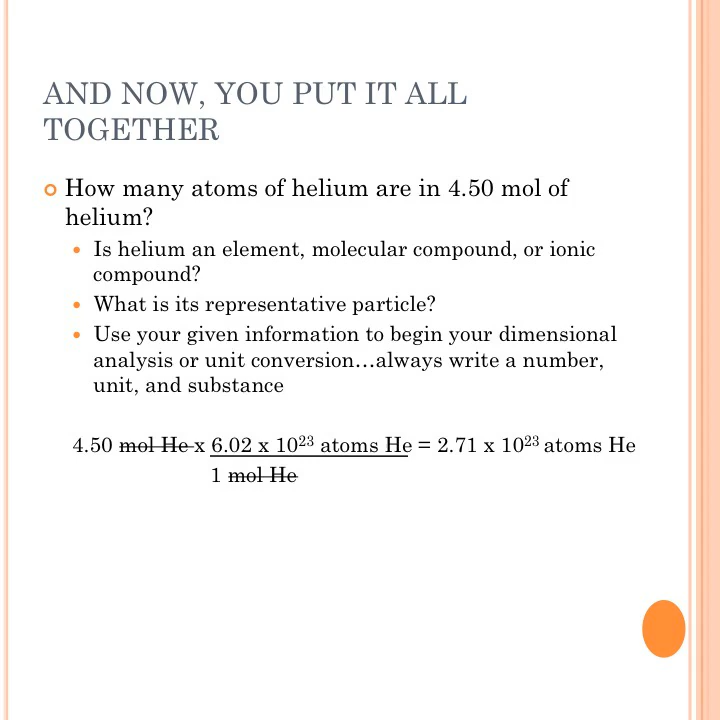 AND NOW, YOU PUT IT ALL
TOGETHER
How many atoms of helium are in 4.50 mol of
helium?
Is helium an element, molecular compound, or ionic
compound?
What is its representative particle?
Use your given information to begin your dimensional
analysis or unit conversion…always write a number,
unit, and substance
4.50 mol He x 6.02 x 10²³ atoms He = 2.71 x 10²³ atoms He
1 mol He